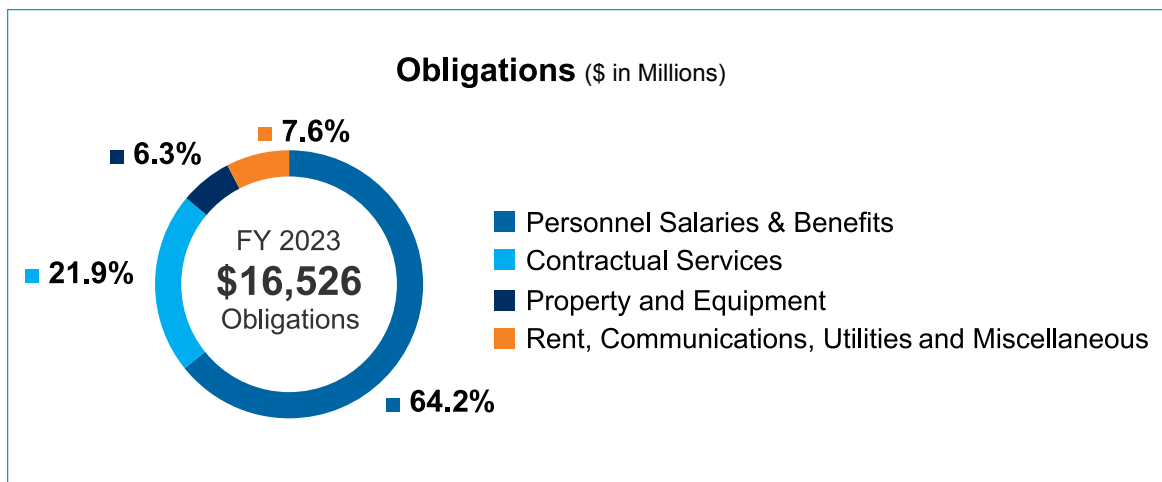 Obligations ($ in Millions)
7.6%
6.3%
21.9%
64.2%
FY 2023
$16,526
Obligations
Personnel Salaries & Benefits
Contractual Services
Property and Equipment
Rent, Communications, Utilities and Miscellaneous